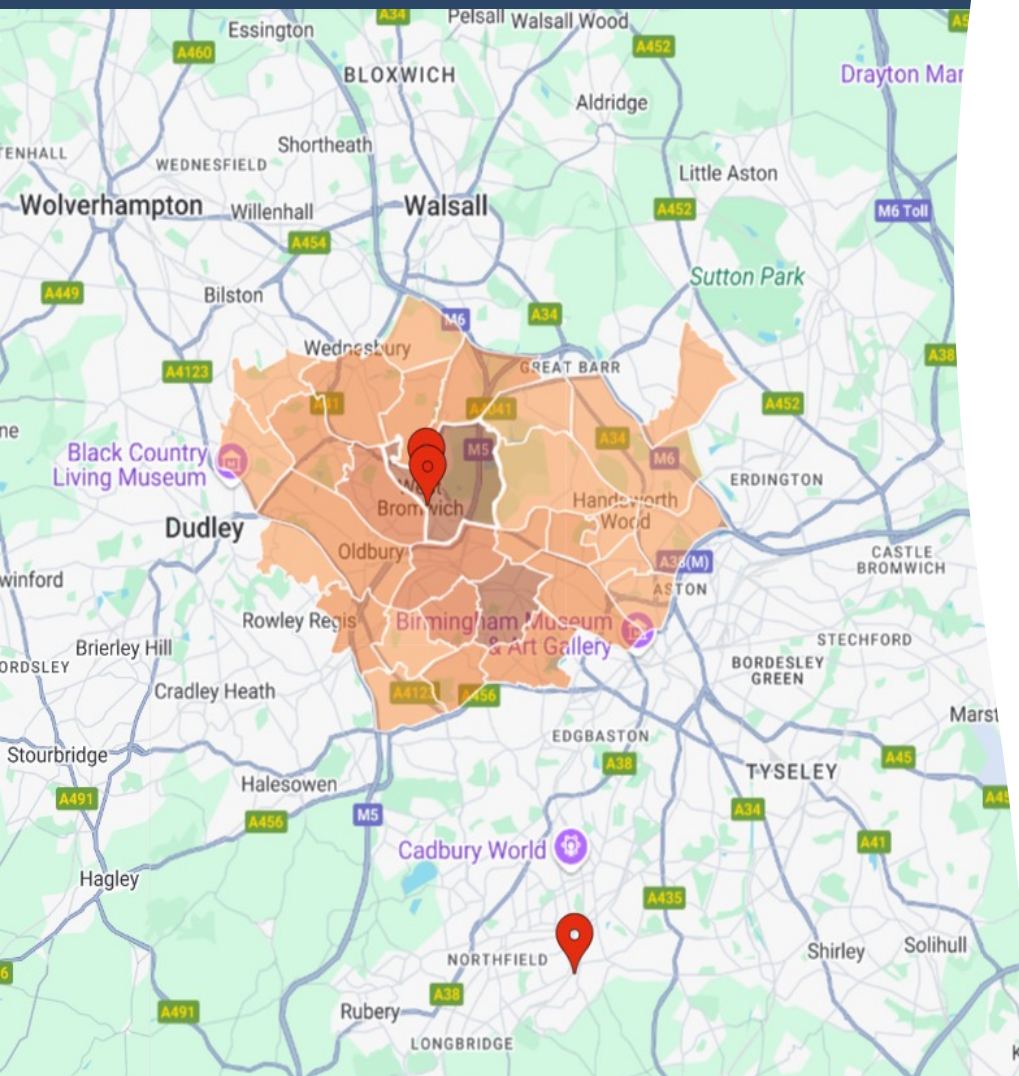 A34
Pelsall
Walsall Wood
A5
Essington
A460
A452
BLOXWICH
Drayton Mar
Aldridge
Shortheath
TENHALL
WEDNESFIELD
Little Aston
Wolverhampton
Willenhall
Walsall
A452
M6 Toll
A454
Sutton Park
A449
Bilston
M6
A34
Wednesbury
A38
GREAT BARR
A4123
A41
A4041
A452
ne
A34
Black Country
Living Museum
M5
M6
ERDINGTON
West
Bromwich
Handsworth
Wood
Dudley
Oldbury
A38(M)
CASTLE
BROMWICH
winford
ASTON
Rowley Regis
Birmingham Museum
& Art Gallery
STECHFORD
Brierley Hill
ORDSLEY
BORDESLEY
GREEN
Cradley Heath
A4123
A456
Marst
EDGBASTON
Stourbridge
A38
TYSELEY
A45
Halesowen
A491
A45
A456
M5
A34
Cadbury World
A41
Hagley
A435
NORTHFIELD
Shirley
Solihull
6
A38
A491
Rubery
LONGBRIDGE
K